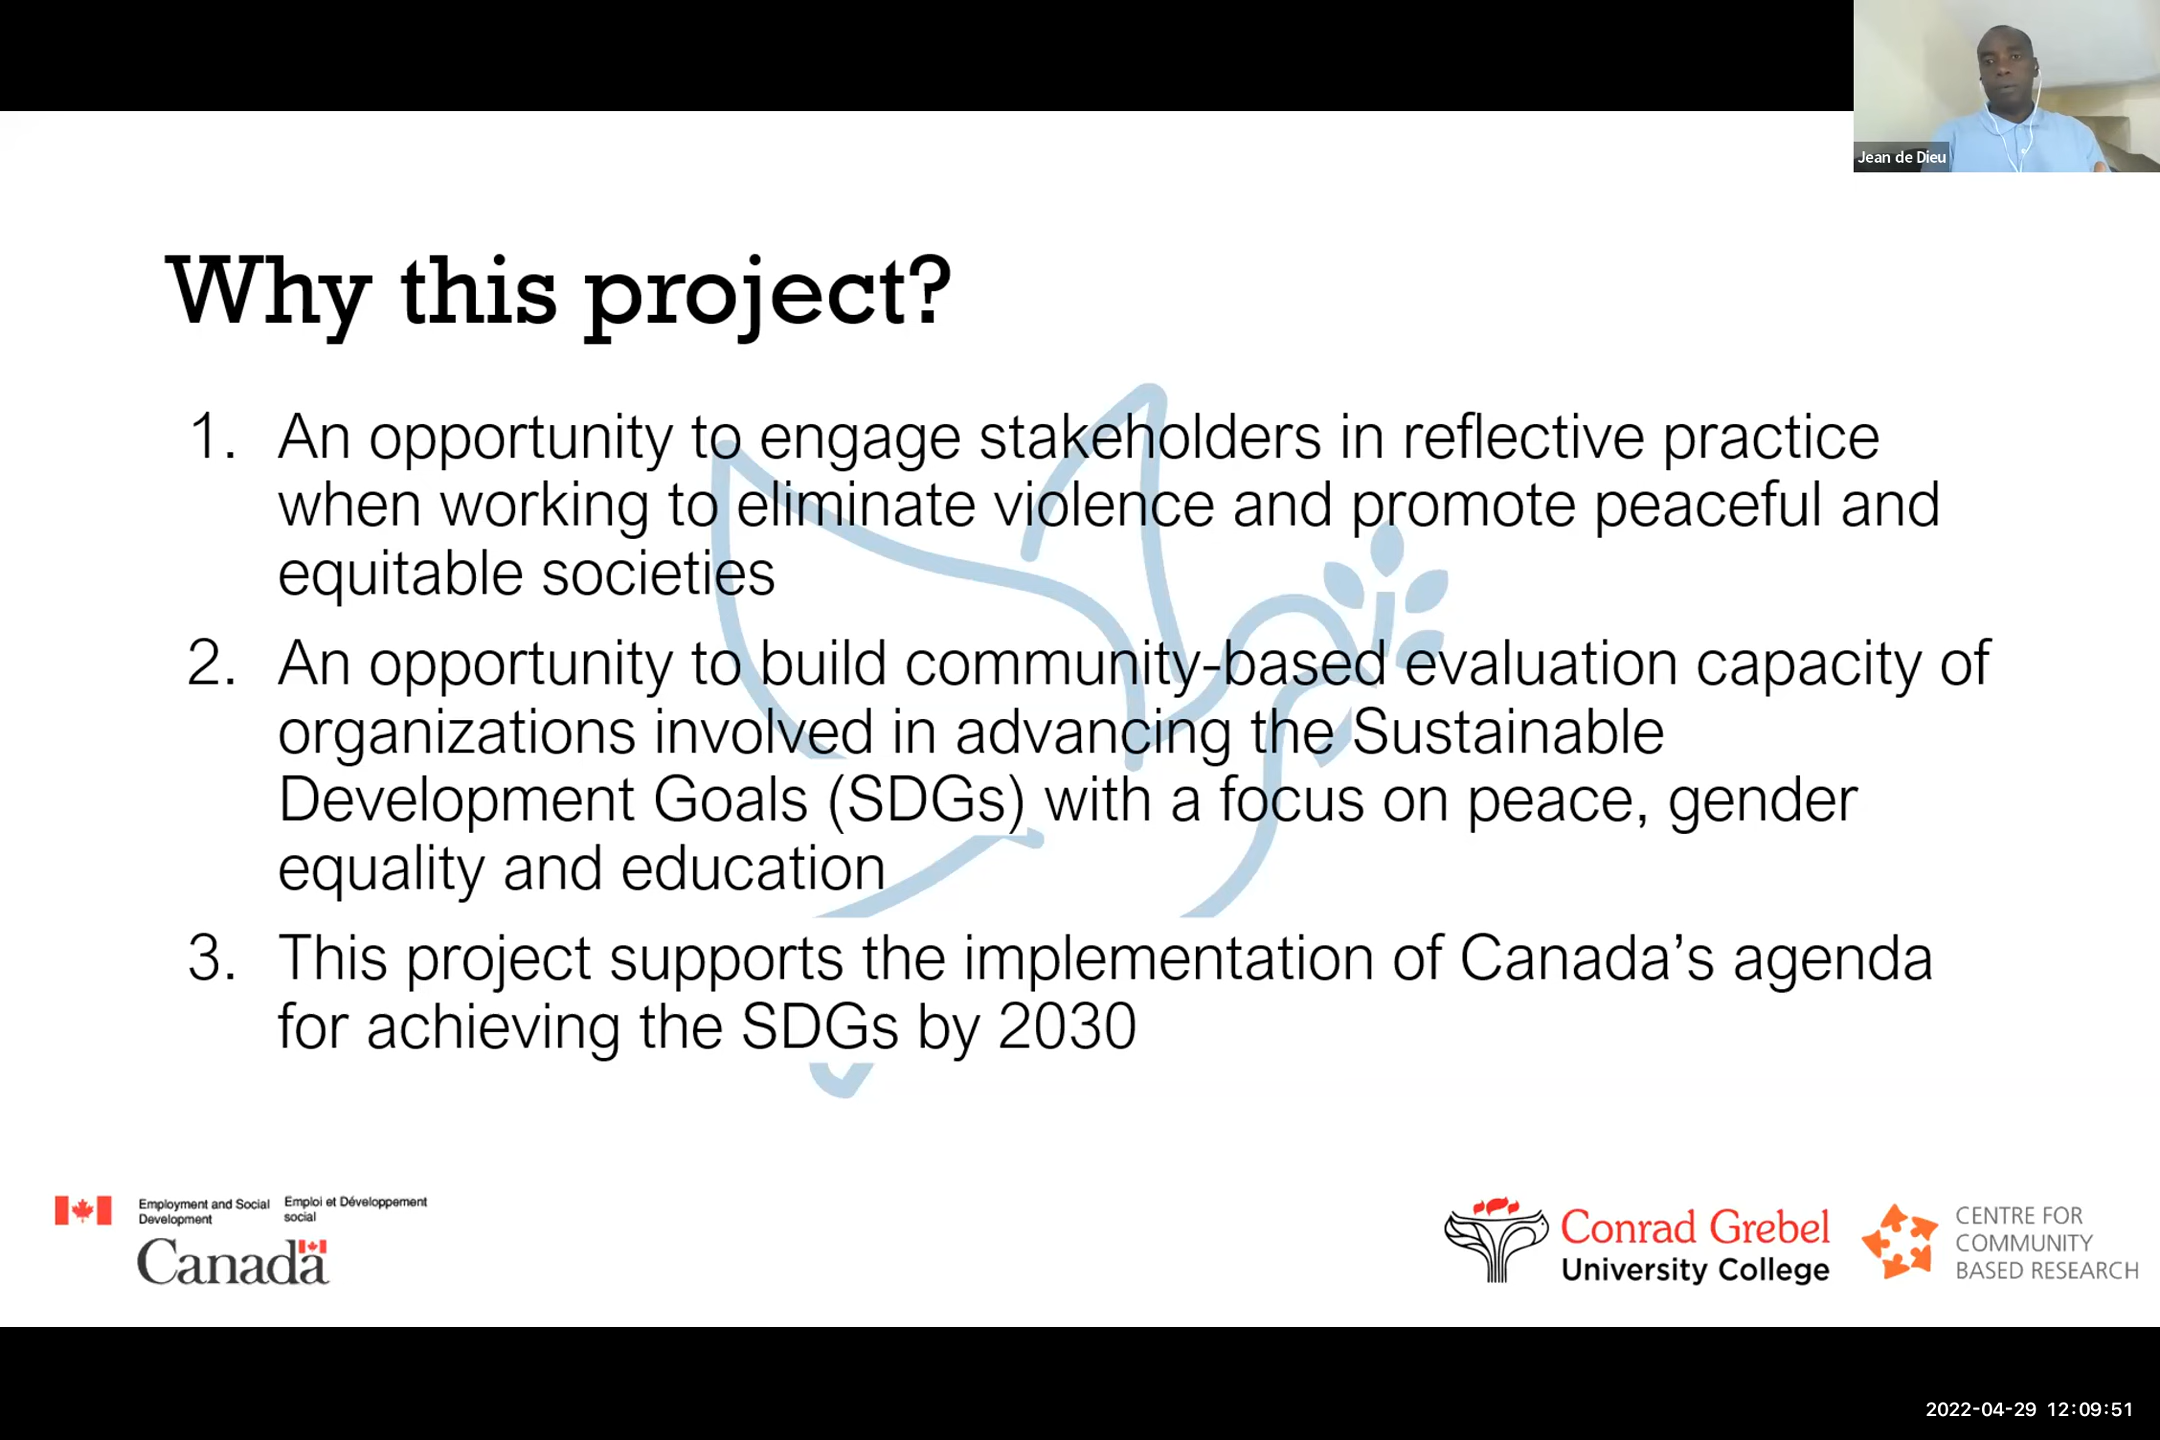 Jean de Dieu
Why this project?
1. An opportunity to engage stakeholders in reflective practice
when working to eliminate violence and promote peaceful and
equitable societies
2. An opportunity to build community-based evaluation capacity of
organizations involved in advancing the Sustainable
Development Goals (SDGs) with a focus on peace, gender
equality and education
3. This project supports the implementation of Canada’s agenda
for achieving the SDGs by 2030
Employment and Social
Development
Emploi et Développement
social
Canada
Conrad Grebel
University College
CENTRE FOR
COMMUNITY
BASED RESEARCH
2022-04-29 12:09:51